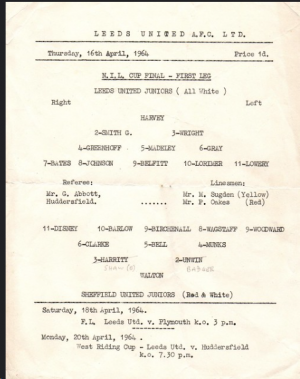 LEEDS UNITED A.F.C. LTD.
Thursday, 16th April, 1964 Price 1d.
N.I.L. CUP FINAL - FIRST LEG
LEEDS UNITED JUNIORS ( All White )
Right Left
HARVEY
2-SMITH G. 3-WRIGHT
4-GREENHOFF 5-MADELEY 6-GRAY
7-BATES 8-JOHNSON 9-BELFITT 10-LORIMER 11-LOWERY
Referee: Linesmen:
Mr. G. Abbott, Mr. M. Sugden (Yellow)
Huddersfield. ...... Mr. F. Oakes (Red)
11-DISNEY 10-BARLOW 9-BIRCHENALL 8-WAGSTAFF 9-WOODWARD
6-CLARKE 5-BELL 4-MUNKS
3-HARRITY 2-UNWIN
WALTON
SHEFFIELD UNITED JUNIORS (Red & White)
Saturday, 18th April, 1964.
F.L. Leeds Utd. v. Plymouth k.o. 3 p.m.
Monday, 20th April, 1964.
West Riding Cup - Leeds Utd. v. Huddersfield
k.o. 7.30 p.m.